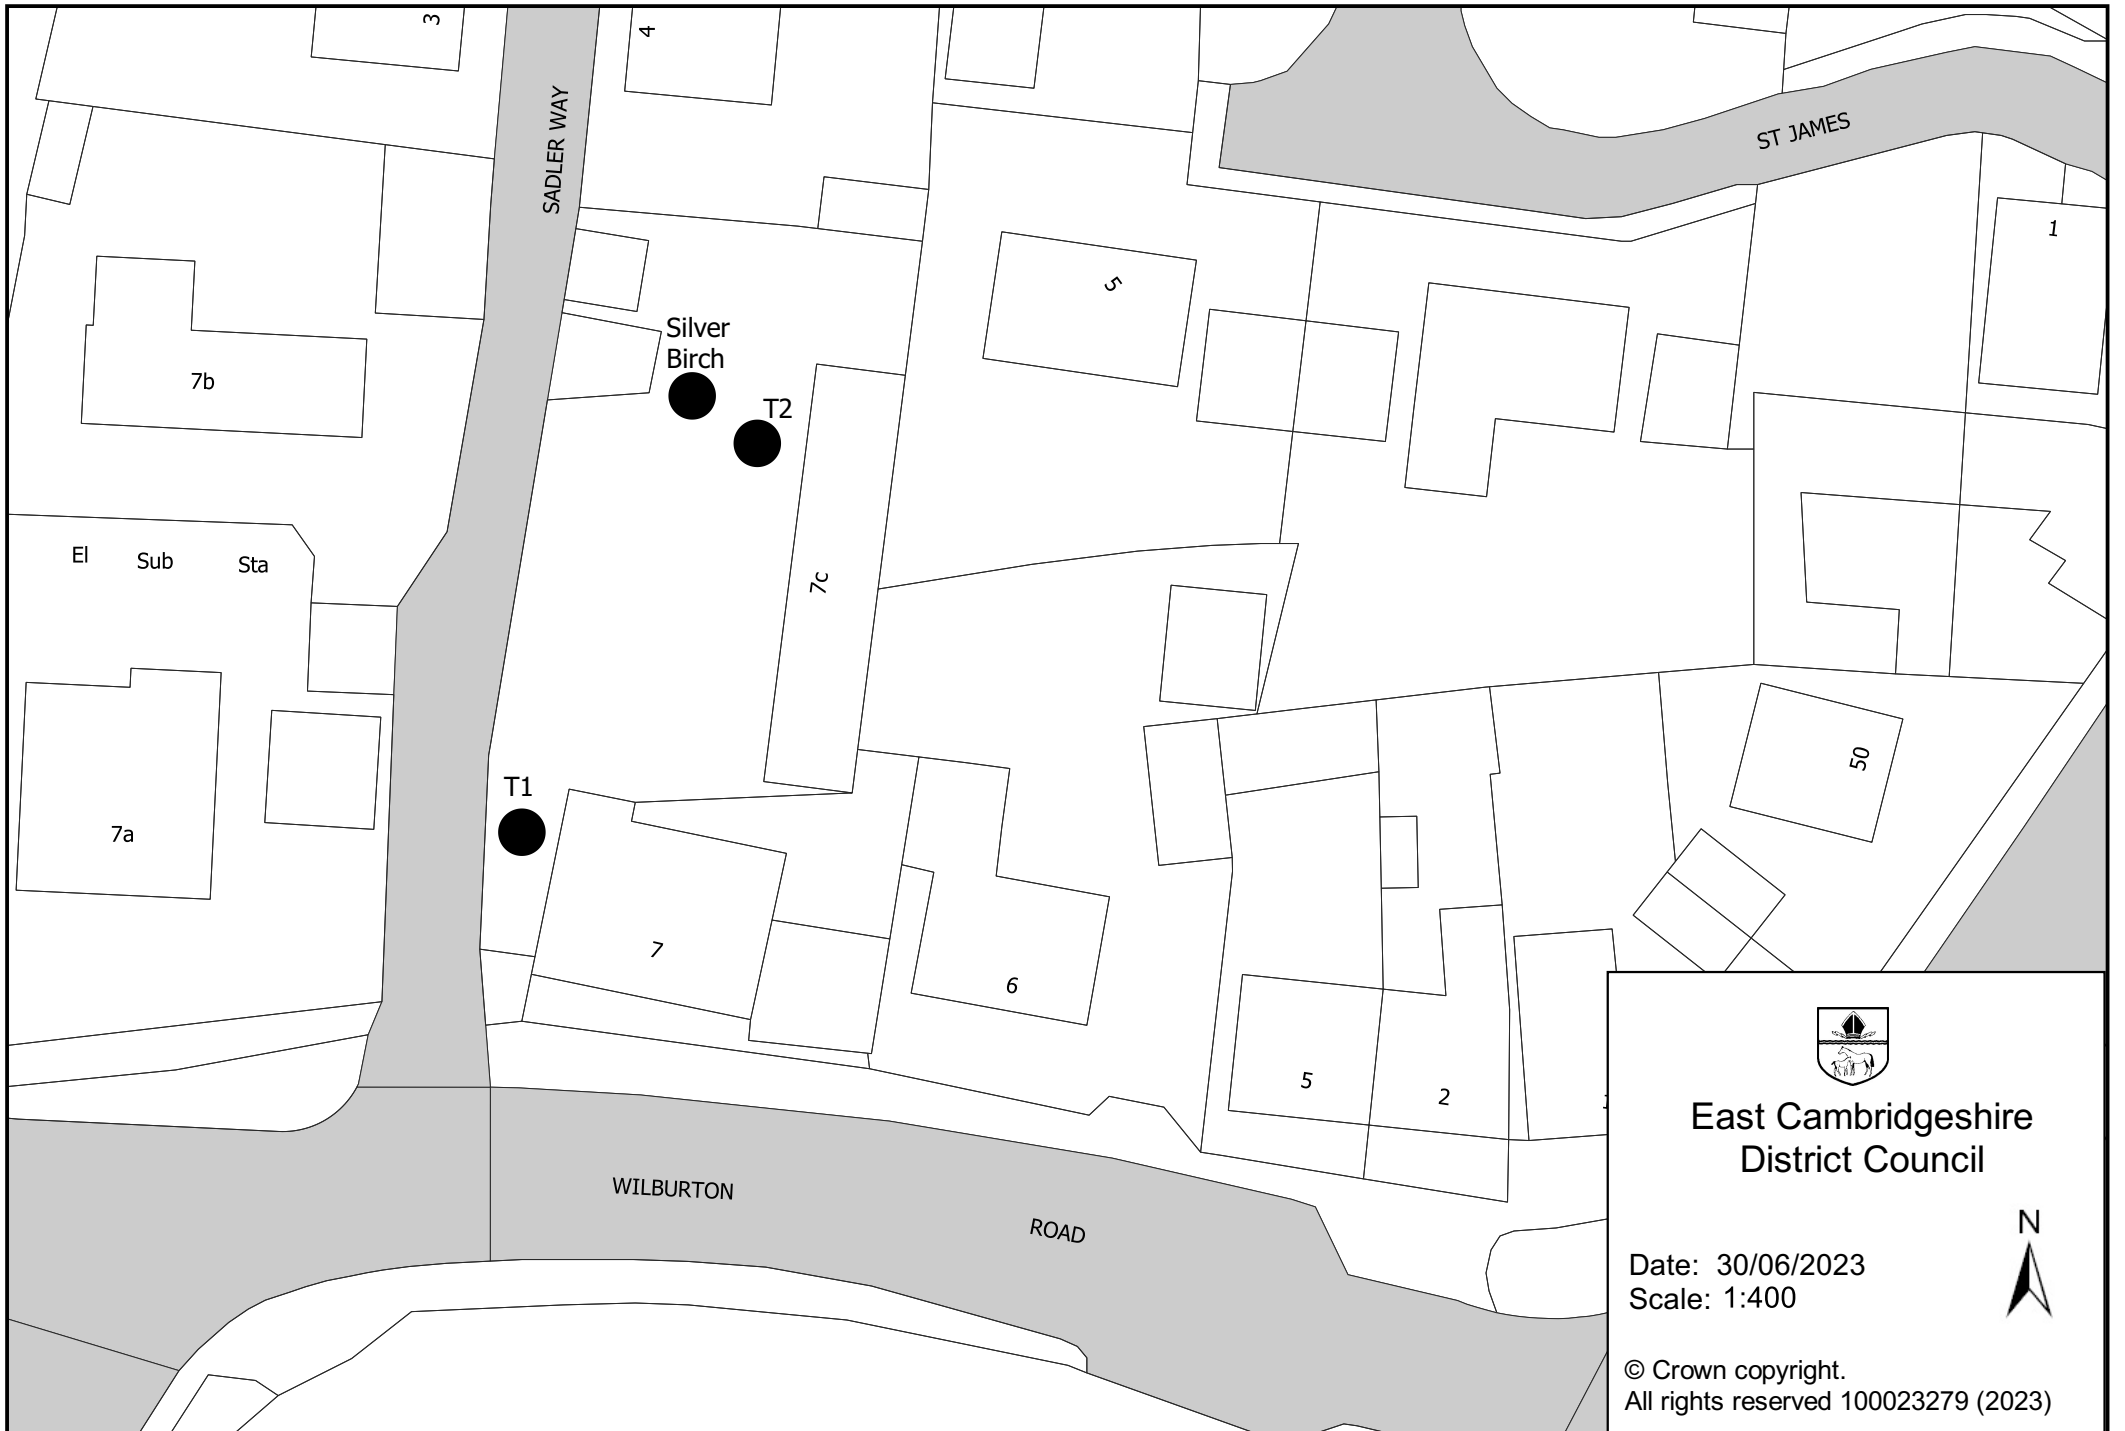 3
4
SADLER WAY
ST JAMES
1
5
Silver
Birch
7b
T2
El Sub Sta
7c
50
T1
7a
7
6
5
2
WILBURTON
ROAD
East Cambridgeshire
District Council
N
Date: 30/06/2023
Scale: 1:400
© Crown copyright.
All rights reserved 100023279 (2023)